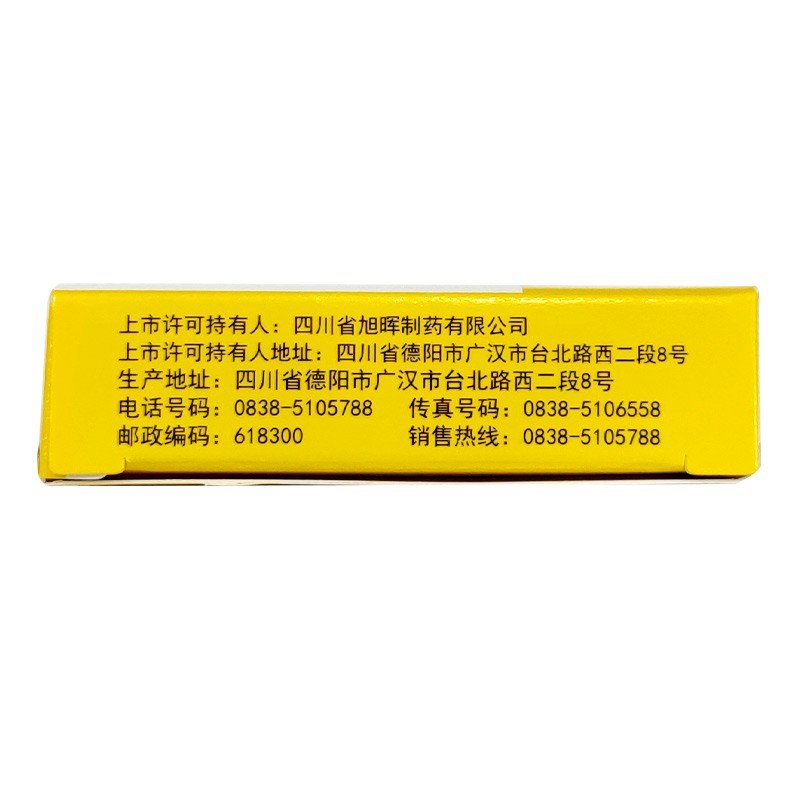 上市许可持有人：四川省旭晖制药有限公司
上市许可持有人地址：四川省德阳市广汉市台北路西二段8号
生产地址：四川省德阳市广汉市台北路西二段8号
电话号码：0838-5105788 传真号码：0838-5106558
邮政编码：618300 销售热线：0838-5105788